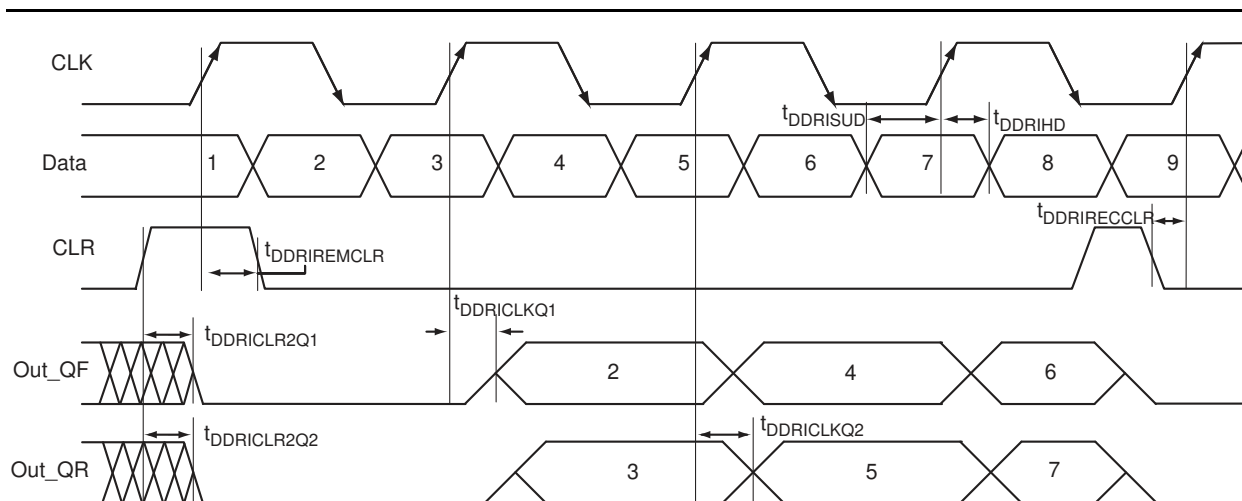 CLK
tDDRISUD
tDDRIHD
Data
1 2 3 4 5 6 7 8 9
tDDRIRECCLR
CLR
tDDRIREMCLR
tDDRICLKQ1
tDDRICLR2Q1
Out_QF
2 4 6
tDDRICLR2Q2
tDDRICLKQ2
Out_QR
3 5 7